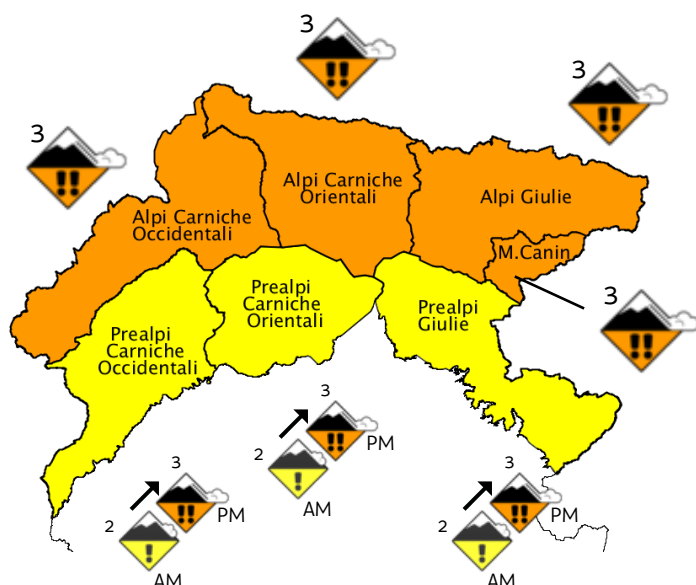 3
3
3
Alpi Carniche
Orientali
Alpi Giulie
Alpi Carniche
Occidentali
M.Canin
Prealpi
Carniche
Orientali
3
Prealpi
Giulie
Prealpi
Carniche
Occidentali
3
!!
PM
2
!
AM
3
!!
PM
2
!
AM
3
!!
PM
2
!
AM